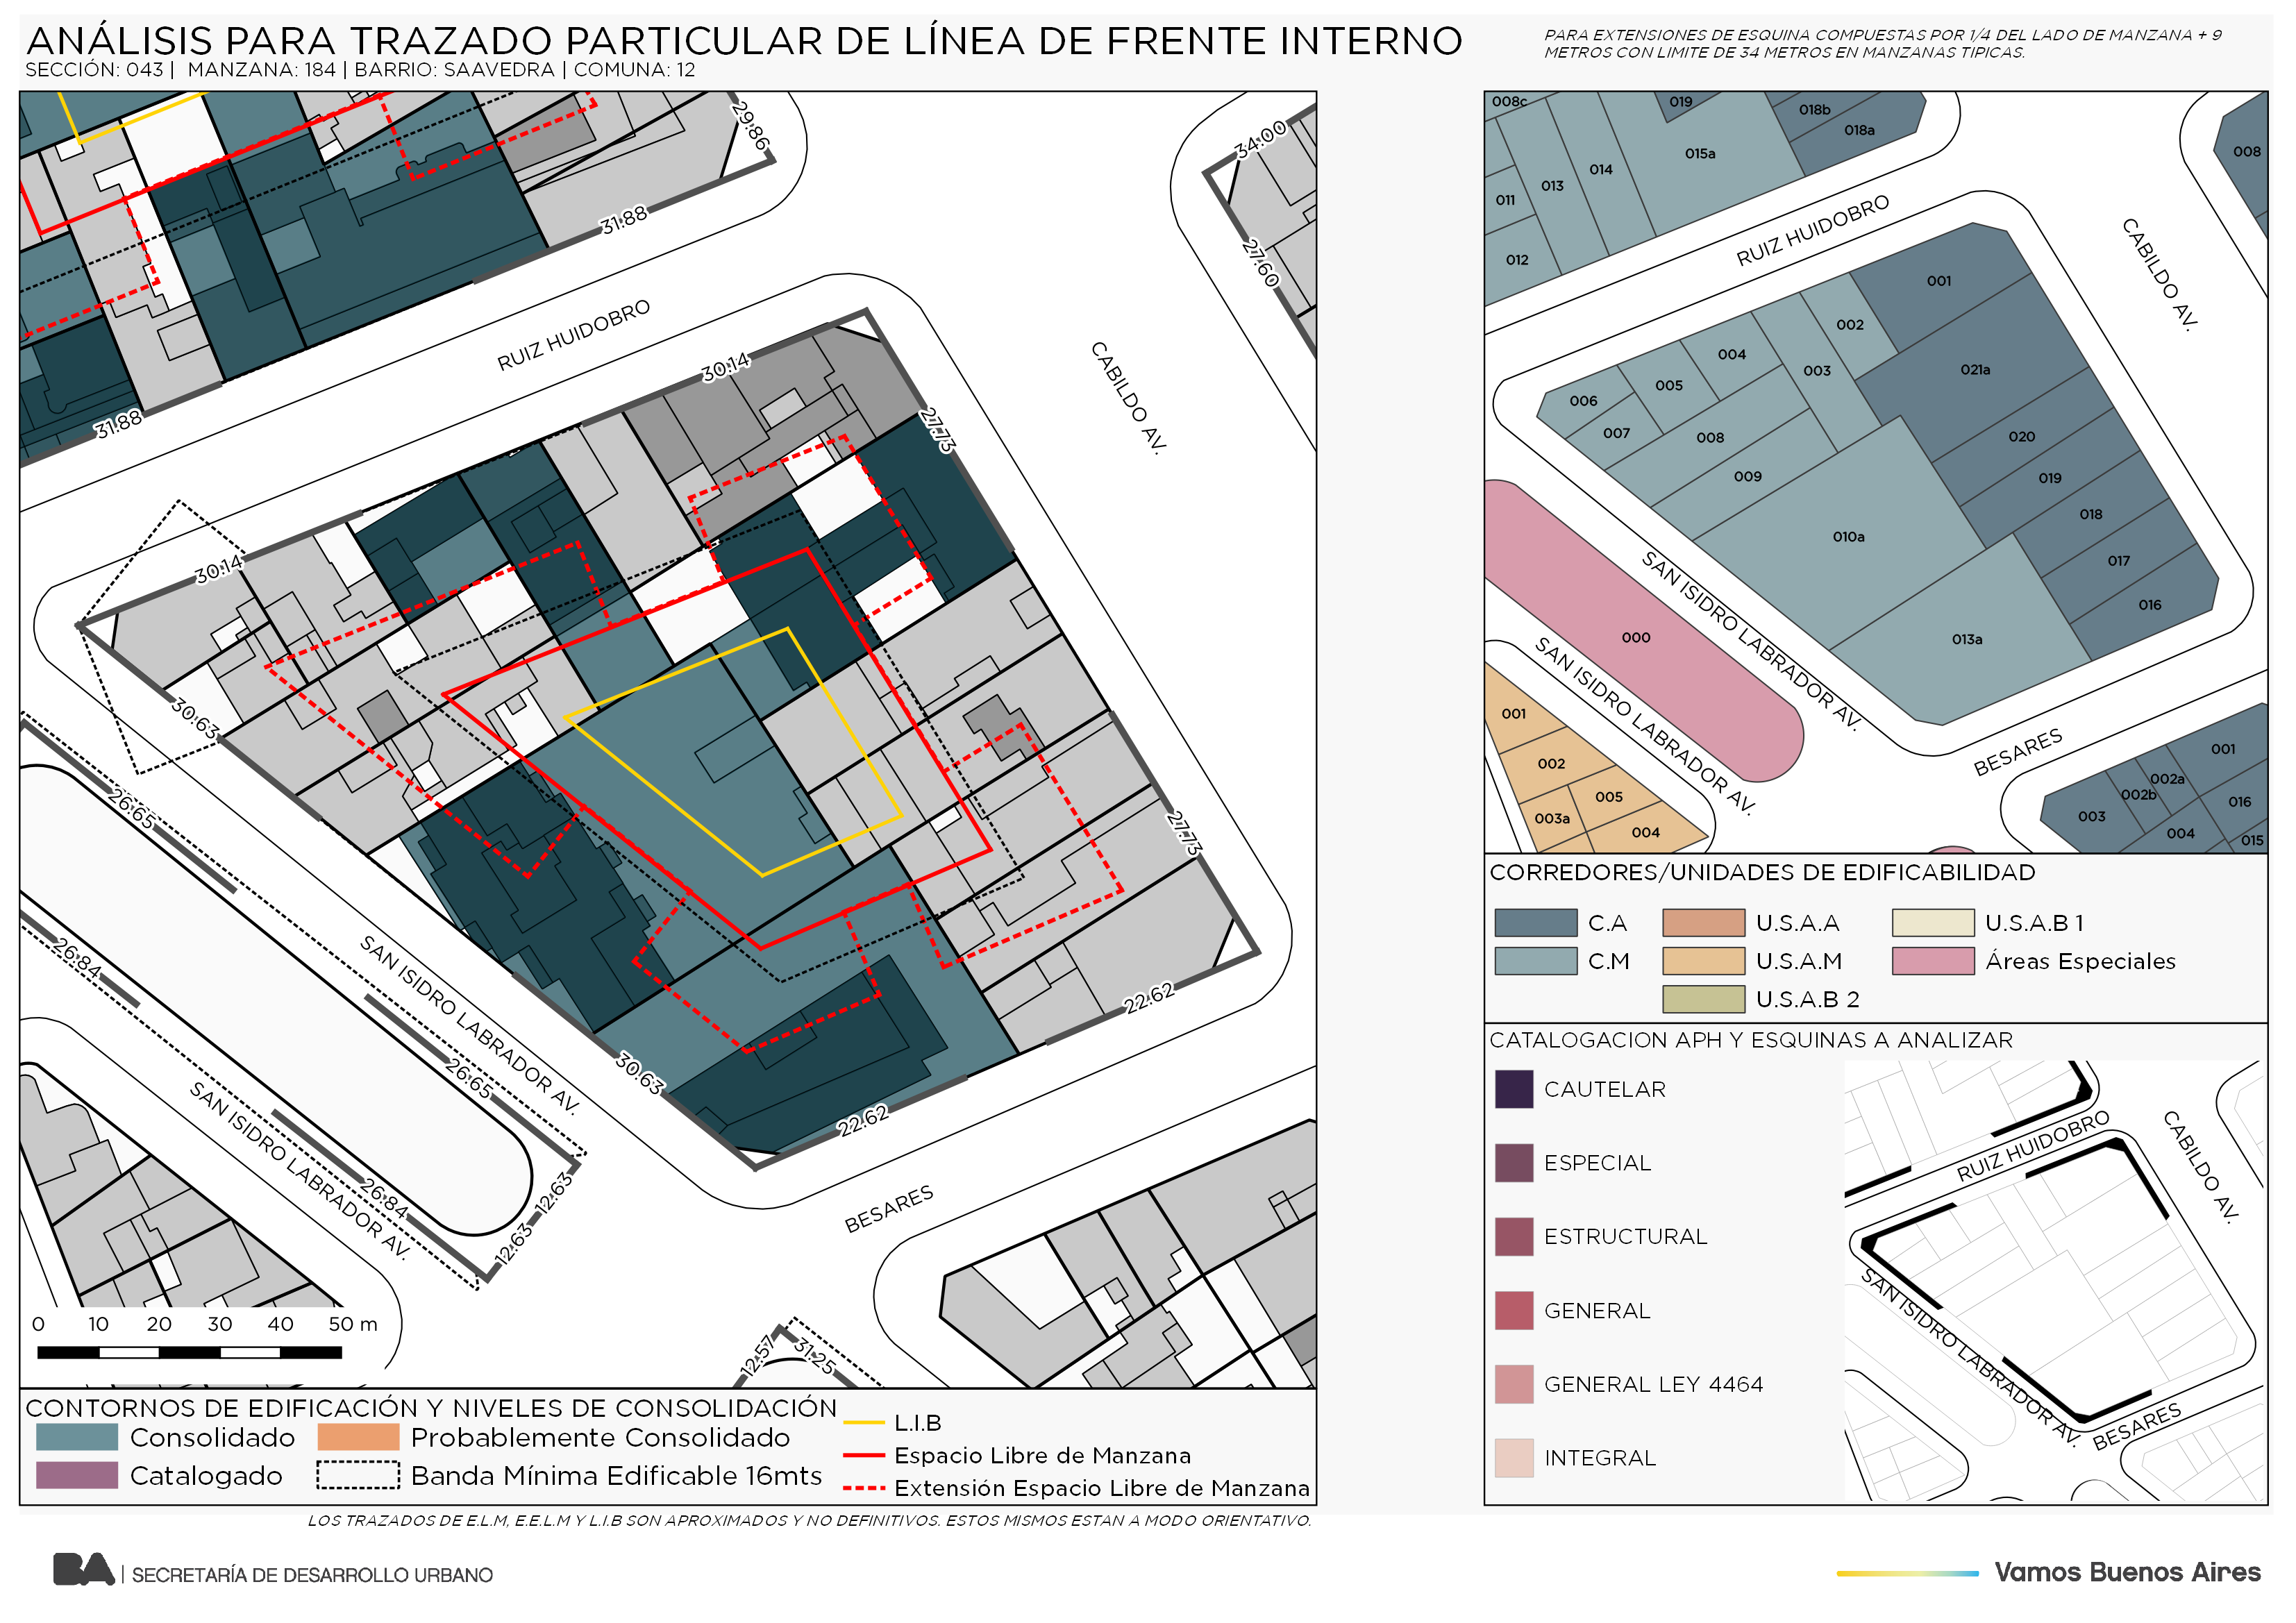 ANÁLISIS PARA TRAZADO PARTICULAR DE LÍNEA DE FRENTE INTERNO
SECCIÓN: 043 | MANZANA: 184 | BARRIO: SAAVEDRA | COMUNA: 12
PARA EXTENSIONES DE ESQUINA COMPUESTAS POR 1/4 DEL LADO DE MANZANA + 9
METROS CON LIMITE DE 34 METROS EN MANZANAS TIPICAS.
29.86
34.00
31.88
27.60
RUIZ HUIDOBRO
CABILDO AV.
30.14
31.88
27.73
30.14
30.63
26.65
27.73
26.84
SAN ISIDRO LABRADOR AV.
22.62
30.63
26.65
SAN ISIDRO LABRADOR AV.
22.62
26.84
12.63
12.63
BESARES
12.57
31.25
0 10 20 30 40 50 m
CONTORNOS DE EDIFICACIÓN Y NIVELES DE CONSOLIDACIÓN
Consolidado
Probablemente Consolidado
Catalogado
Banda Mínima Edificable 16mts
L.I.B
Espacio Libre de Manzana
Extensión Espacio Libre de Manzana
LOS TRAZADOS DE E.L.M, E.E.L.M Y L.I.B SON APROXIMADOS Y NO DEFINITIVOS. ESTOS MISMOS ESTAN A MODO ORIENTATIVO.
008c
019
018b
018a
015a
014
013
011
012
008
RUIZ HUIDOBRO
CABILDO AV.
001
002
004
003
021a
005
006
007
008
009
020
019
018
017
016
010a
013a
000
SAN ISIDRO LABRADOR AV.
SAN ISIDRO LABRADOR AV.
BESARES
001
002
005
003a
004
001
002a
002b
003
016
004
015
CORREDORES/UNIDADES DE EDIFICABILIDAD
C.A
U.S.A.A
U.S.A.B 1
C.M
U.S.A.M
Áreas Especiales
U.S.A.B 2
CATALOGACION APH Y ESQUINAS A ANALIZAR
CAUTELAR
ESPECIAL
ESTRUCTURAL
GENERAL
GENERAL LEY 4464
INTEGRAL
RUIZ HUIDOBRO
CABILDO AV.
SAN ISIDRO LABRADOR AV.
BESARES
BA | SECRETARÍA DE DESARROLLO URBANO
Vamos Buenos Aires